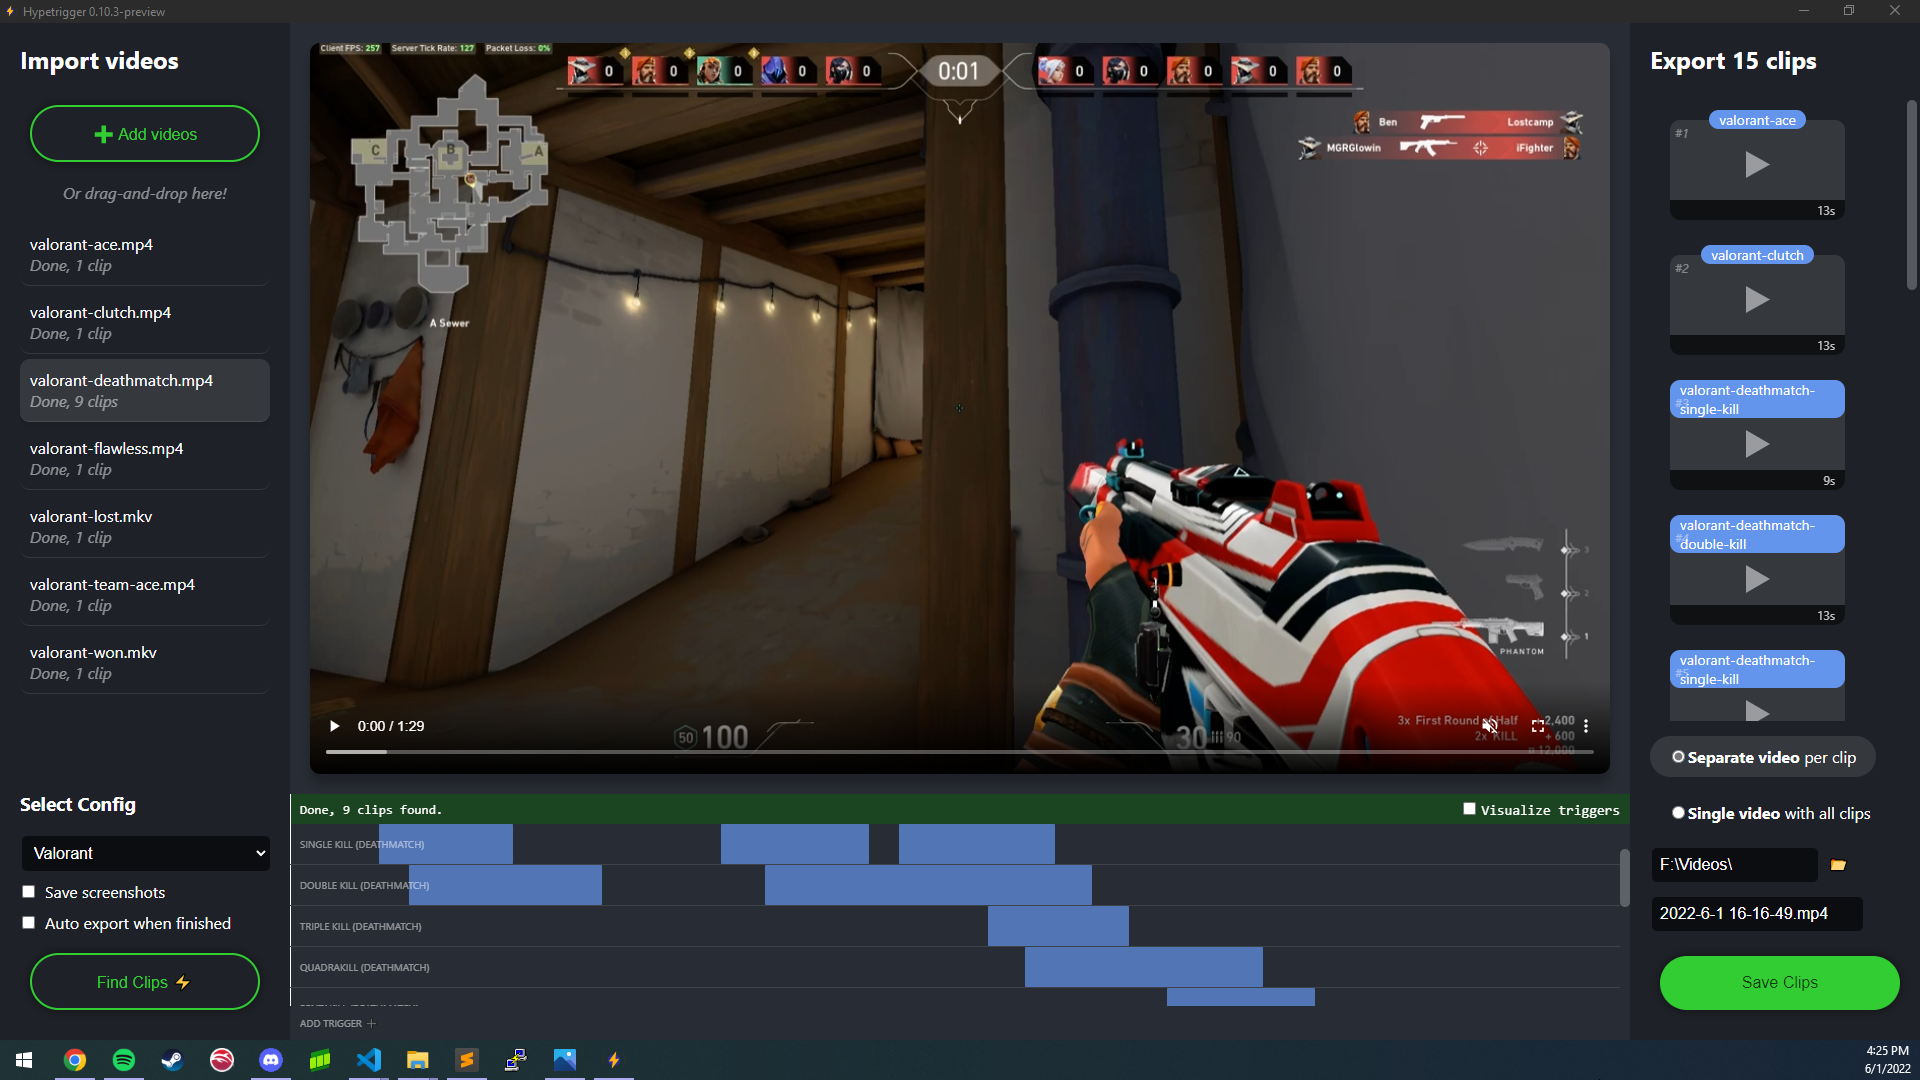 Hypetrigger 0.10.3-preview
Import videos
Add videos
Or drag-and-drop here!
valorant-ace.mp4
Done, 1 clip
valorant-clutch.mp4
Done, 1 clip
valorant-deathmatch.mp4
Done, 9 clips
valorant-flawless.mp4
Done, 1 clip
valorant-lost.mkv
Done, 1 clip
valorant-team-ace.mp4
Done, 1 clip
valorant-won.mkv
Done, 1 clip
Select Config
Valorant
Save screenshots
Auto export when finished
Find Clips
Client FPS: 257 Server Tick Rate: 127 Packet Loss: 0%
0 0 0 0 0 0:01 0 0 0 0 0
Ben Lostcamp
MGRGlowin iFighter
C B A
A Sewer
3
2
1
PHANTOM
0:00 / 1:29
50 100
30 90
3x First Round of Half 2,400
2x KILL + 600
12,000
Done, 9 clips found.
Visualize triggers
SINGLE KILL (DEATHMATCH)
DOUBLE KILL (DEATHMATCH)
TRIPLE KILL (DEATHMATCH)
QUADRAKILL (DEATHMATCH)
ADD TRIGGER
Export 15 clips
valorant-ace
#1
13s
valorant-clutch
#2
13s
valorant-deathmatch-
single-kill
#3
9s
valorant-deathmatch-
double-kill
#4
13s
valorant-deathmatch-
single-kill
#5
Separate video per clip
Single video with all clips
F:\Videos\
2022-6-1 16-16-49.mp4
Save Clips
4:25 PM
6/1/2022